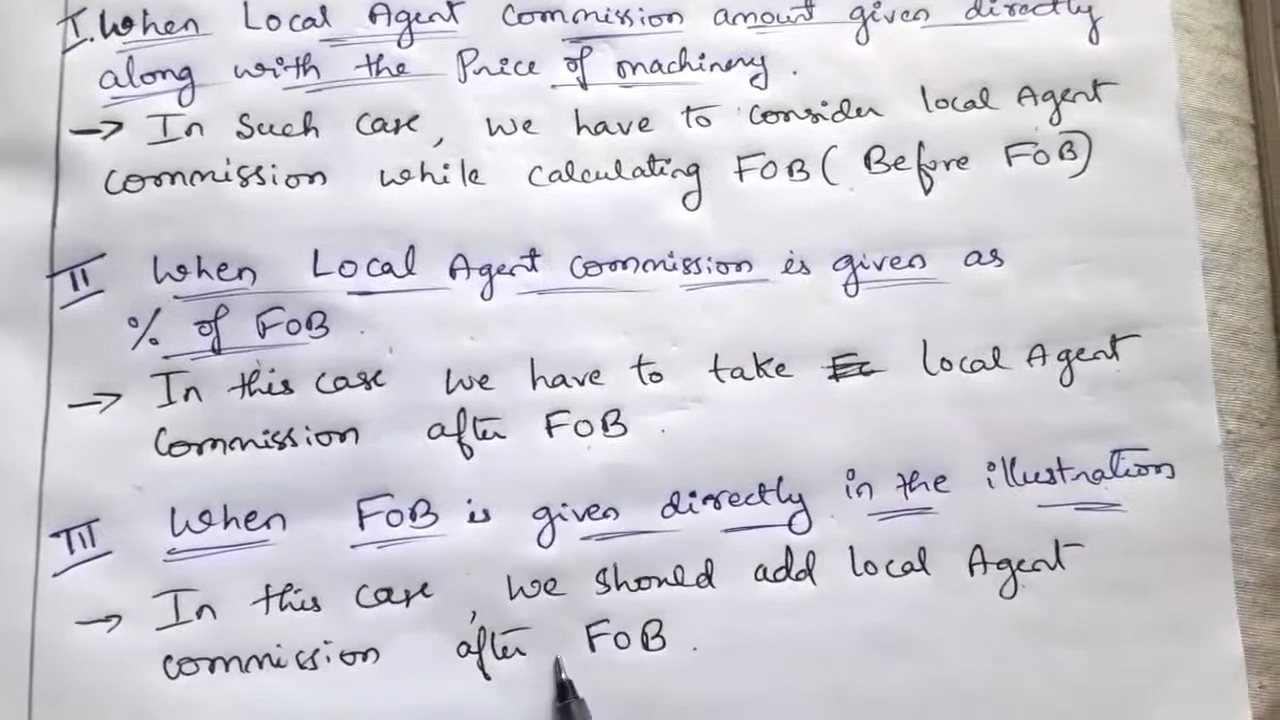 I. When Local Agent Commission amount given directly
along with the Price of machinery.
→ In Such case, we have to consider local Agent
commission while calculating FOB ( Before FOB)
II When Local Agent commission is given as
% of FOB.
→ In this case we have to take local Agent
Commission after FOB.
III When FOB is given directly in the illustration
→ In this case, we should add local Agent
commission after FOB.